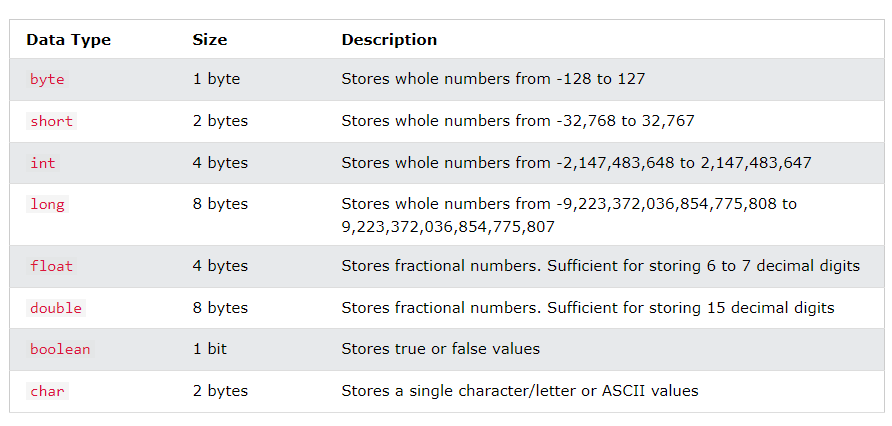 Data Type Size Description
byte 1 byte Stores whole numbers from -128 to 127
short 2 bytes Stores whole numbers from -32,768 to 32,767
int 4 bytes Stores whole numbers from -2,147,483,648 to 2,147,483,647
long 8 bytes Stores whole numbers from -9,223,372,036,854,775,808 to
9,223,372,036,854,775,807
float 4 bytes Stores fractional numbers. Sufficient for storing 6 to 7 decimal digits
double 8 bytes Stores fractional numbers. Sufficient for storing 15 decimal digits
boolean 1 bit Stores true or false values
char 2 bytes Stores a single character/letter or ASCII values